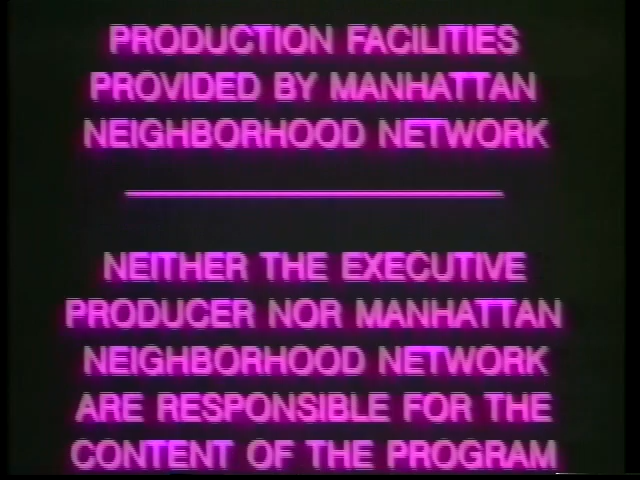 PRODUCTION FACILITIES
PROVIDED BY MANHATTAN
NEIGHBORHOOD NETWORK
NEITHER THE EXECUTIVE
PRODUCER NOR MANHATTAN
NEIGHBORHOOD NETWORK
ARE RESPONSIBLE FOR THE
CONTENT OF THE PROGRAM